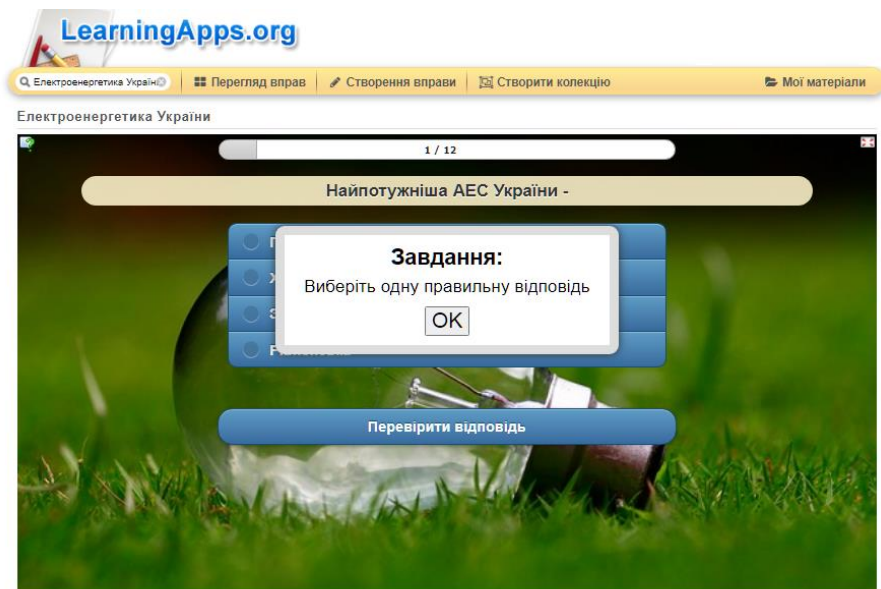 LearningApps.org
Електроенергетика Україні
Перегляд вправ
Створення вправи
Створити колекцію
Мої матеріали
Електроенергетика України
1 / 12
Найпотужніша АЕС України -
Завдання:
Виберіть одну правильну відповідь
OK
Перевірити відповідь